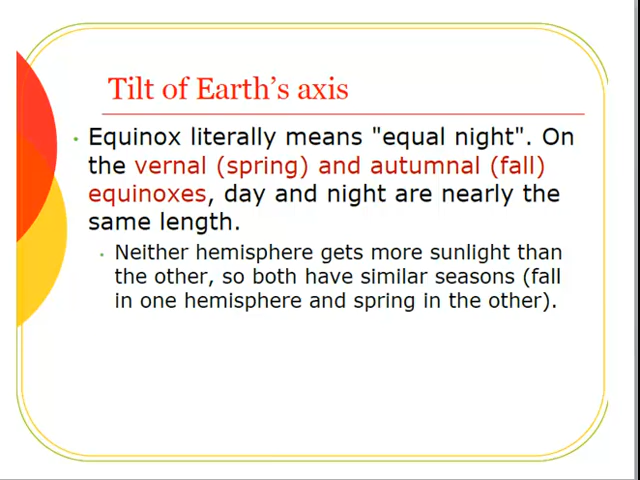 Tilt of Earth’s axis
Equinox literally means "equal night". On
the vernal (spring) and autumnal (fall)
equinoxes, day and night are nearly the
same length.
Neither hemisphere gets more sunlight than
the other, so both have similar seasons (fall
in one hemisphere and spring in the other).